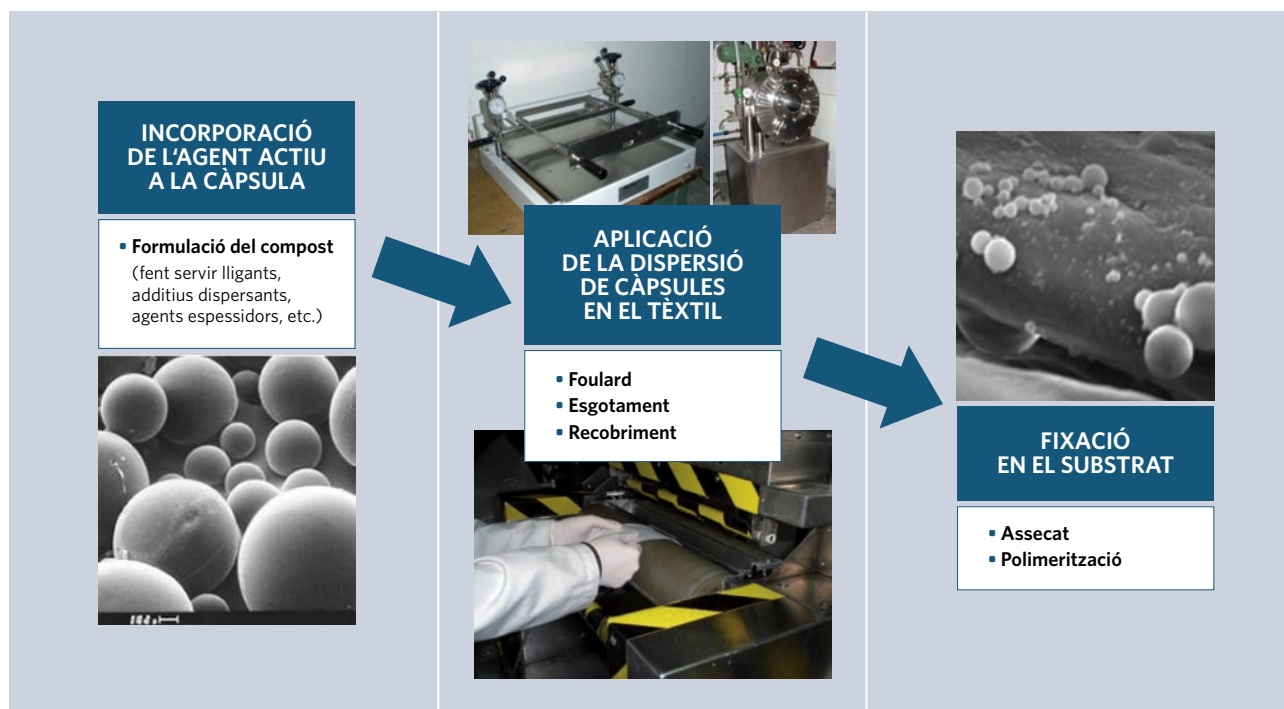 INCORPORACIÓ
DE L'AGENT ACTIU
A LA CÀPSULA
▪ Formulació del compost
(fent servir lligants,
additius dispersants,
agents espessidors, etc.)
APLICACIÓ
DE LA DISPERSIÓ
DE CÀPSULES
EN EL TÈXTIL
▪ Foulard
▪ Esgotament
▪ Recobriment
FIXACIÓ
EN EL SUBSTRAT
▪ Assecat
▪ Polimerització